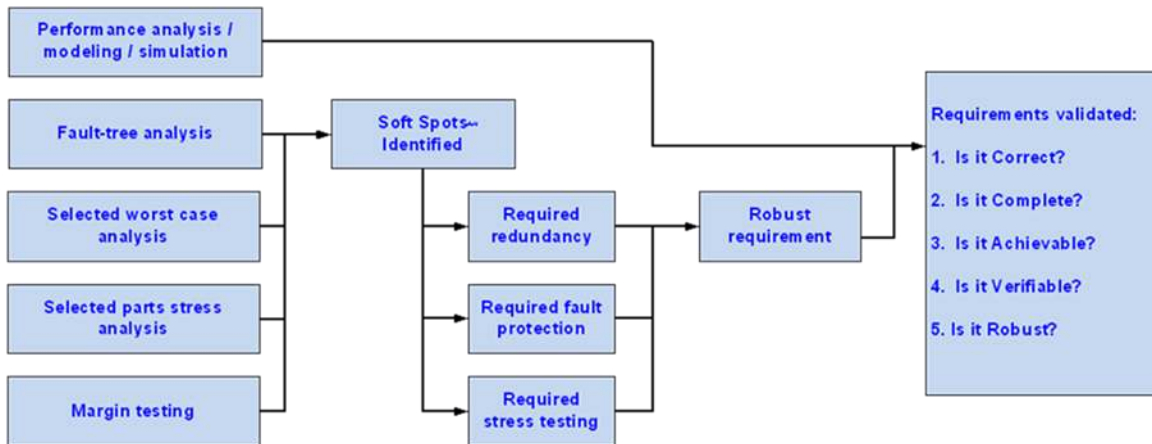 Performance analysis /
modeling / simulation
Fault-tree analysis
Selected worst case
analysis
Selected parts stress
analysis
Margin testing
Soft Spots
Identified
Required
redundancy
Required fault
protection
Required
stress testing
Robust
requirement
Requirements validated:
1. Is it Correct?
2. Is it Complete?
3. Is it Achievable?
4. Is it Verifiable?
5. Is it Robust?